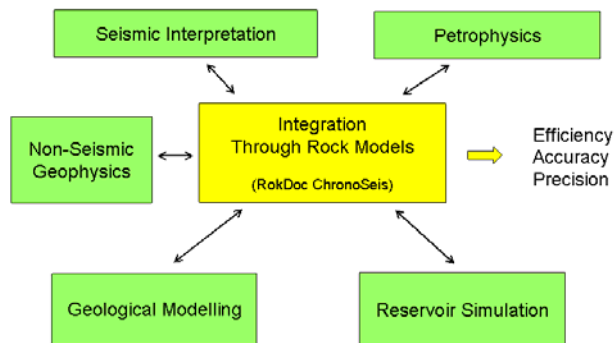 Seismic Interpretation
Petrophysics
Integration
Through Rock Models
(RokDoc ChronoSeis)
Efficiency
Accuracy
Precision
Non-Seismic
Geophysics
Geological Modelling
Reservoir Simulation